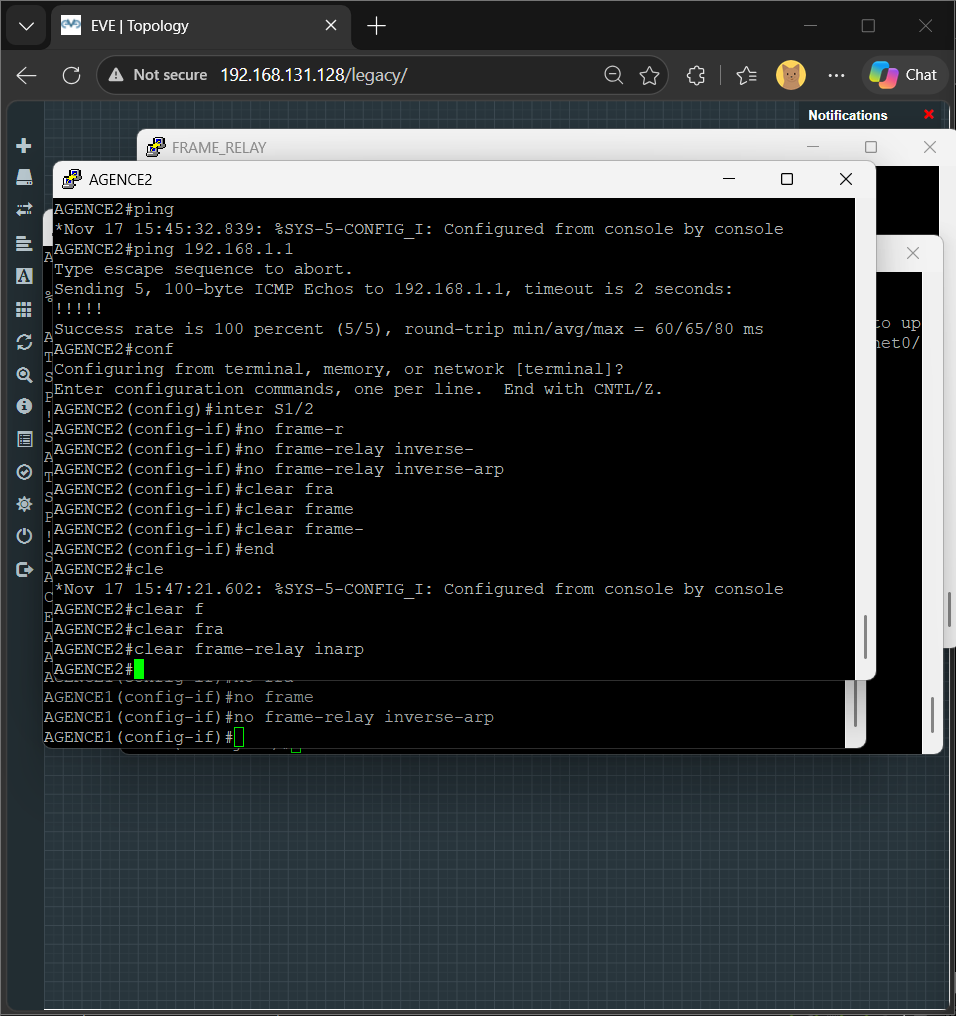 EVE | Topology
Not secure 192.168.131.128/legacy/
Chat
Notifications
FRAME_RELAY
AGENCE2
AGENCE2#ping
*Nov 17 15:45:32.839: %SYS-5-CONFIG_I: Configured from console by console
AGENCE2#ping 192.168.1.1
Type escape sequence to abort.
Sending 5, 100-byte ICMP Echos to 192.168.1.1, timeout is 2 seconds:
!!!!!
Success rate is 100 percent (5/5), round-trip min/avg/max = 60/65/80 ms
AGENCE2#conf
Configuring from terminal, memory, or network [terminal]?
Enter configuration commands, one per line.  End with CNTL/Z.
AGENCE2(config)#inter S1/2
AGENCE2(config-if)#no frame-r
AGENCE2(config-if)#no frame-relay inverse-
AGENCE2(config-if)#no frame-relay inverse-arp
AGENCE2(config-if)#clear fra
AGENCE2(config-if)#clear frame
AGENCE2(config-if)#clear frame-
AGENCE2(config-if)#end
AGENCE2#cle
*Nov 17 15:47:21.602: %SYS-5-CONFIG_I: Configured from console by console
AGENCE2#clear f
AGENCE2#clear fra
AGENCE2#clear frame-relay inarp
AGENCE2#
AGENCE1(config-if)#no frame
AGENCE1(config-if)#no frame-relay inverse-arp
AGENCE1(config-if)#
to up
net0/